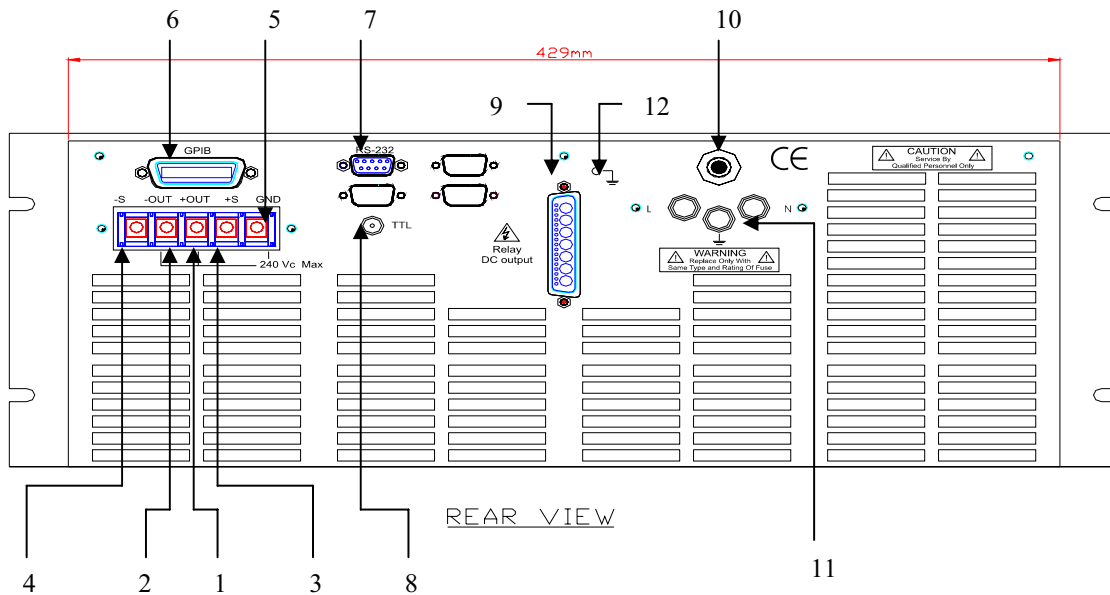 6
5
7
10
429mm
9
12
GPIB
RS-232
CE
CAUTION
Service By
Qualified Personnel Only
-S -OUT +OUT +S GND
L
N
TTL
Relay
DC output
240 Vc Max
WARNING
Replace Only With
Same Type and Rating Of Fuse
REAR VIEW
4
2
1
3
8
11